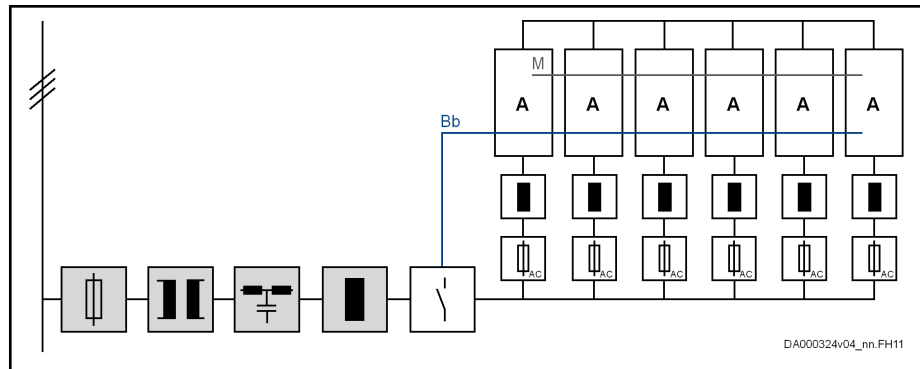 M
A A A A A A
Bb
AC AC AC AC AC AC
DA000324v04_nn.FH11